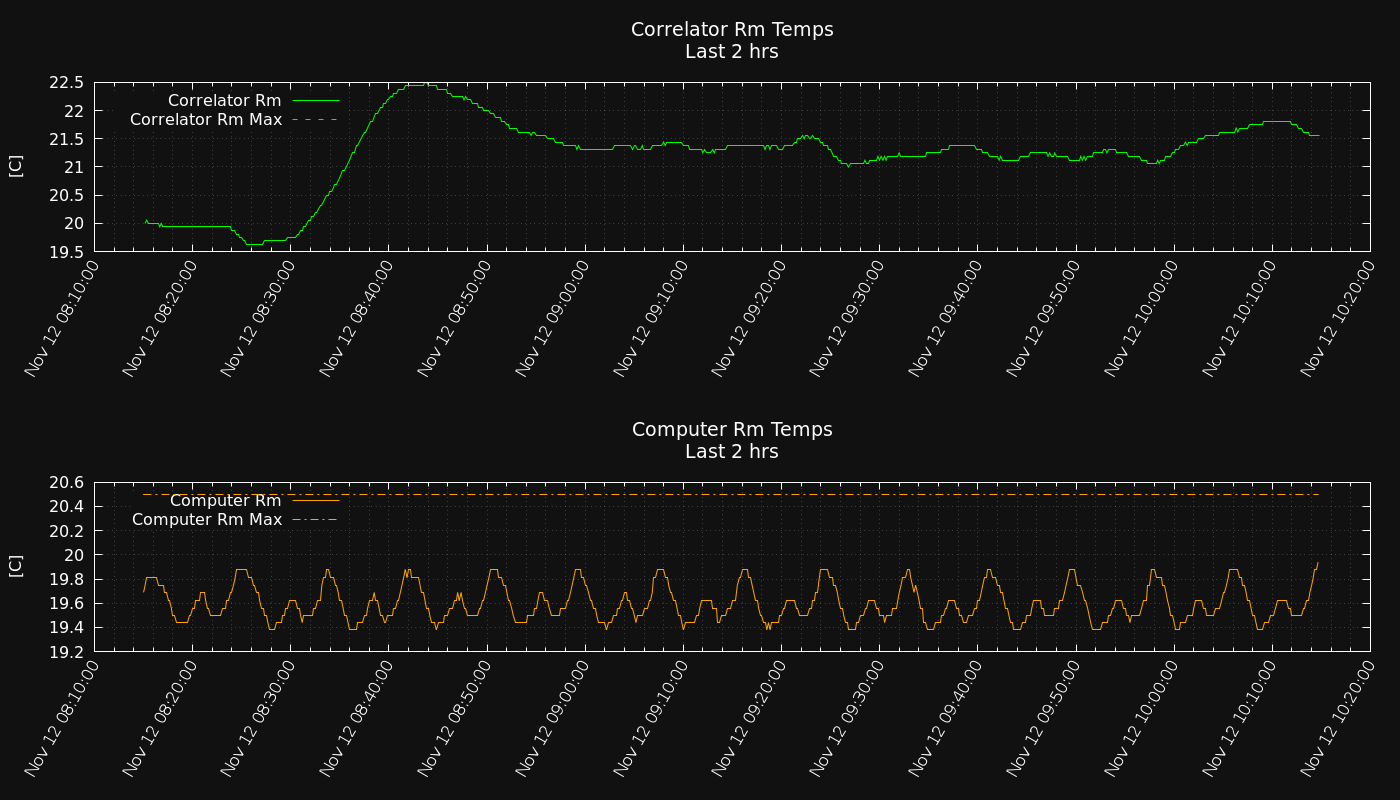 Correlator Rm Temps
Last 2 hrs
22.5
22
21.5
21
20.5
20
19.5
[C]
Correlator Rm
Correlator Rm Max
Nov 12 08:10:00
Nov 12 08:20:00
Nov 12 08:30:00
Nov 12 08:40:00
Nov 12 08:50:00
Nov 12 09:00:00
Nov 12 09:10:00
Nov 12 09:20:00
Nov 12 09:30:00
Nov 12 09:40:00
Nov 12 09:50:00
Nov 12 10:00:00
Nov 12 10:10:00
Nov 12 10:20:00
Computer Rm Temps
Last 2 hrs
20.6
20.4
20.2
20
19.8
19.6
19.4
19.2
[C]
Computer Rm
Computer Rm Max
Nov 12 08:10:00
Nov 12 08:20:00
Nov 12 08:30:00
Nov 12 08:40:00
Nov 12 08:50:00
Nov 12 09:00:00
Nov 12 09:10:00
Nov 12 09:20:00
Nov 12 09:30:00
Nov 12 09:40:00
Nov 12 09:50:00
Nov 12 10:00:00
Nov 12 10:10:00
Nov 12 10:20:00